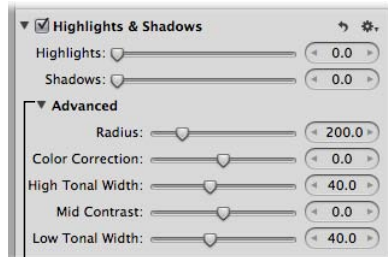 Highlights & Shadows
Highlights: 0.0
Shadows: 0.0
Advanced
Radius: 200.0
Color Correction: 0.0
High Tonal Width: 40.0
Mid Contrast: 0.0
Low Tonal Width: 40.0